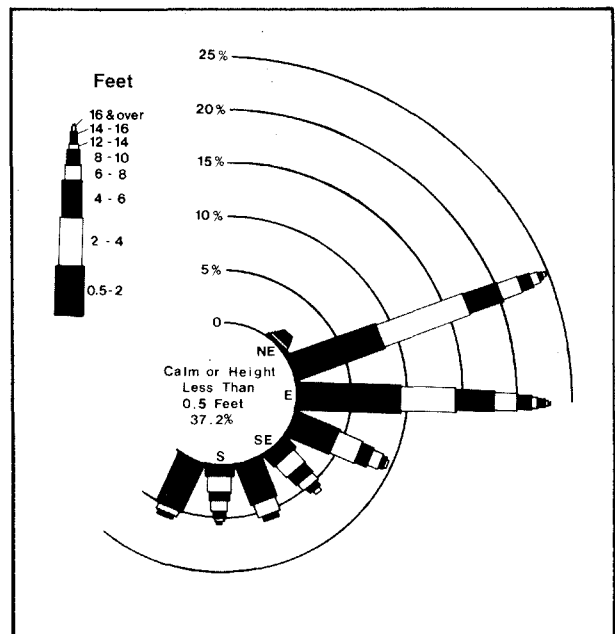 Feet
16 & over
14 - 16
12 - 14
8 - 10
6 - 8
4 - 6
2 - 4
0.5 - 2
25%
20%
15%
10%
5%
0
NE
Calm or Height
Less Than
0.5 Feet
37.2%
E
SE
S